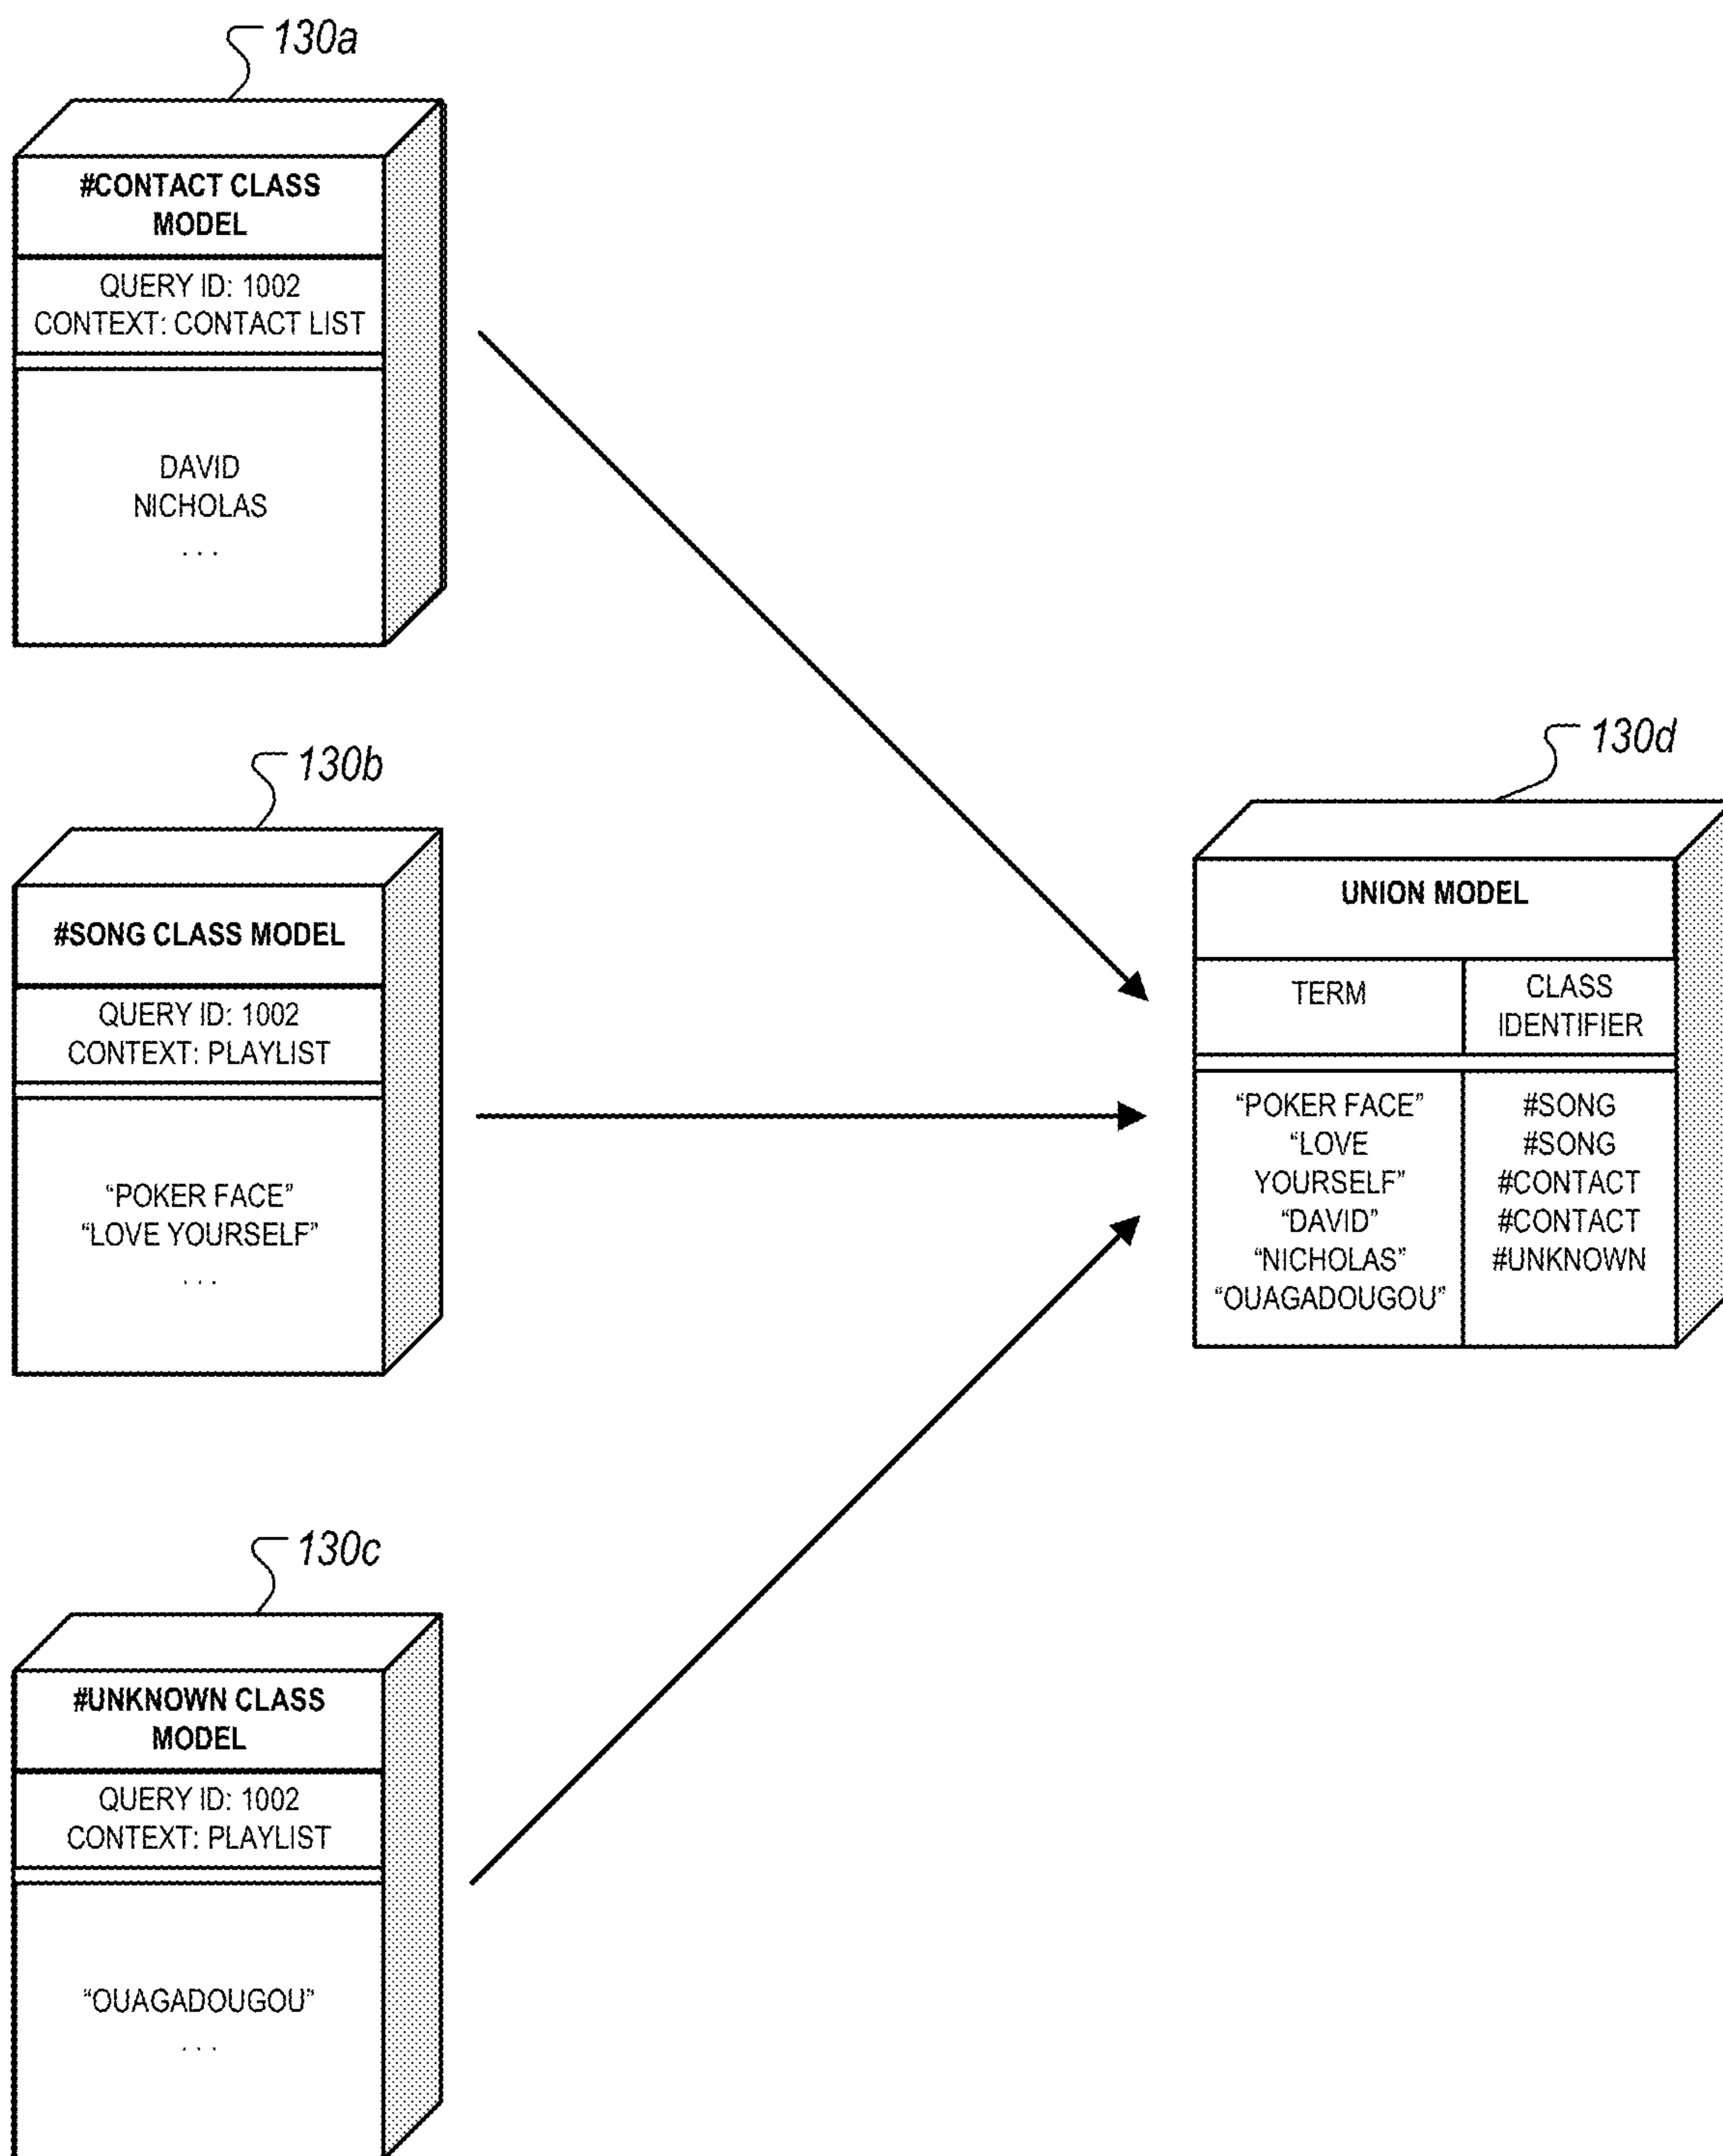 130a
#CONTACT CLASS
MODEL
QUERY ID: 1002
CONTEXT: CONTACT LIST
DAVID
NICHOLAS
. . .
130b
#SONG CLASS MODEL
QUERY ID: 1002
CONTEXT: PLAYLIST
“POKER FACE”
“LOVE YOURSELF”
. . .
130c
#UNKNOWN CLASS
MODEL
QUERY ID: 1002
CONTEXT: PLAYLIST
“OUAGADOUGOU”
. . .
130d
UNION MODEL
TERM
CLASS
IDENTIFIER
“POKER FACE”
“LOVE
YOURSELF”
“DAVID”
“NICHOLAS”
“OUAGADOUGOU”
#SONG
#SONG
#CONTACT
#CONTACT
#UNKNOWN